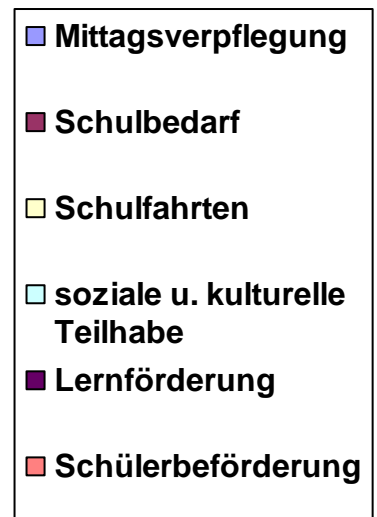 Mittagsverpflegung
Schulbedarf
Schulfahrten
soziale u. kulturelle
Teilhabe
Lernförderung
Schülerbeförderung